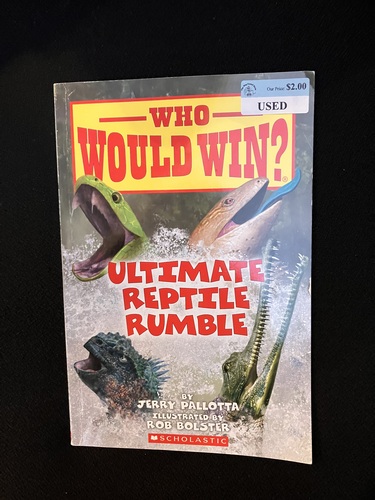 Our Price: $2.00
USED
WHO
WOULD WIN?®
ULTIMATE
REPTILE
RUMBLE
BY
JERRY PALLOTTA
ILLUSTRATED BY
ROB BOLSTER
SCHOLASTIC